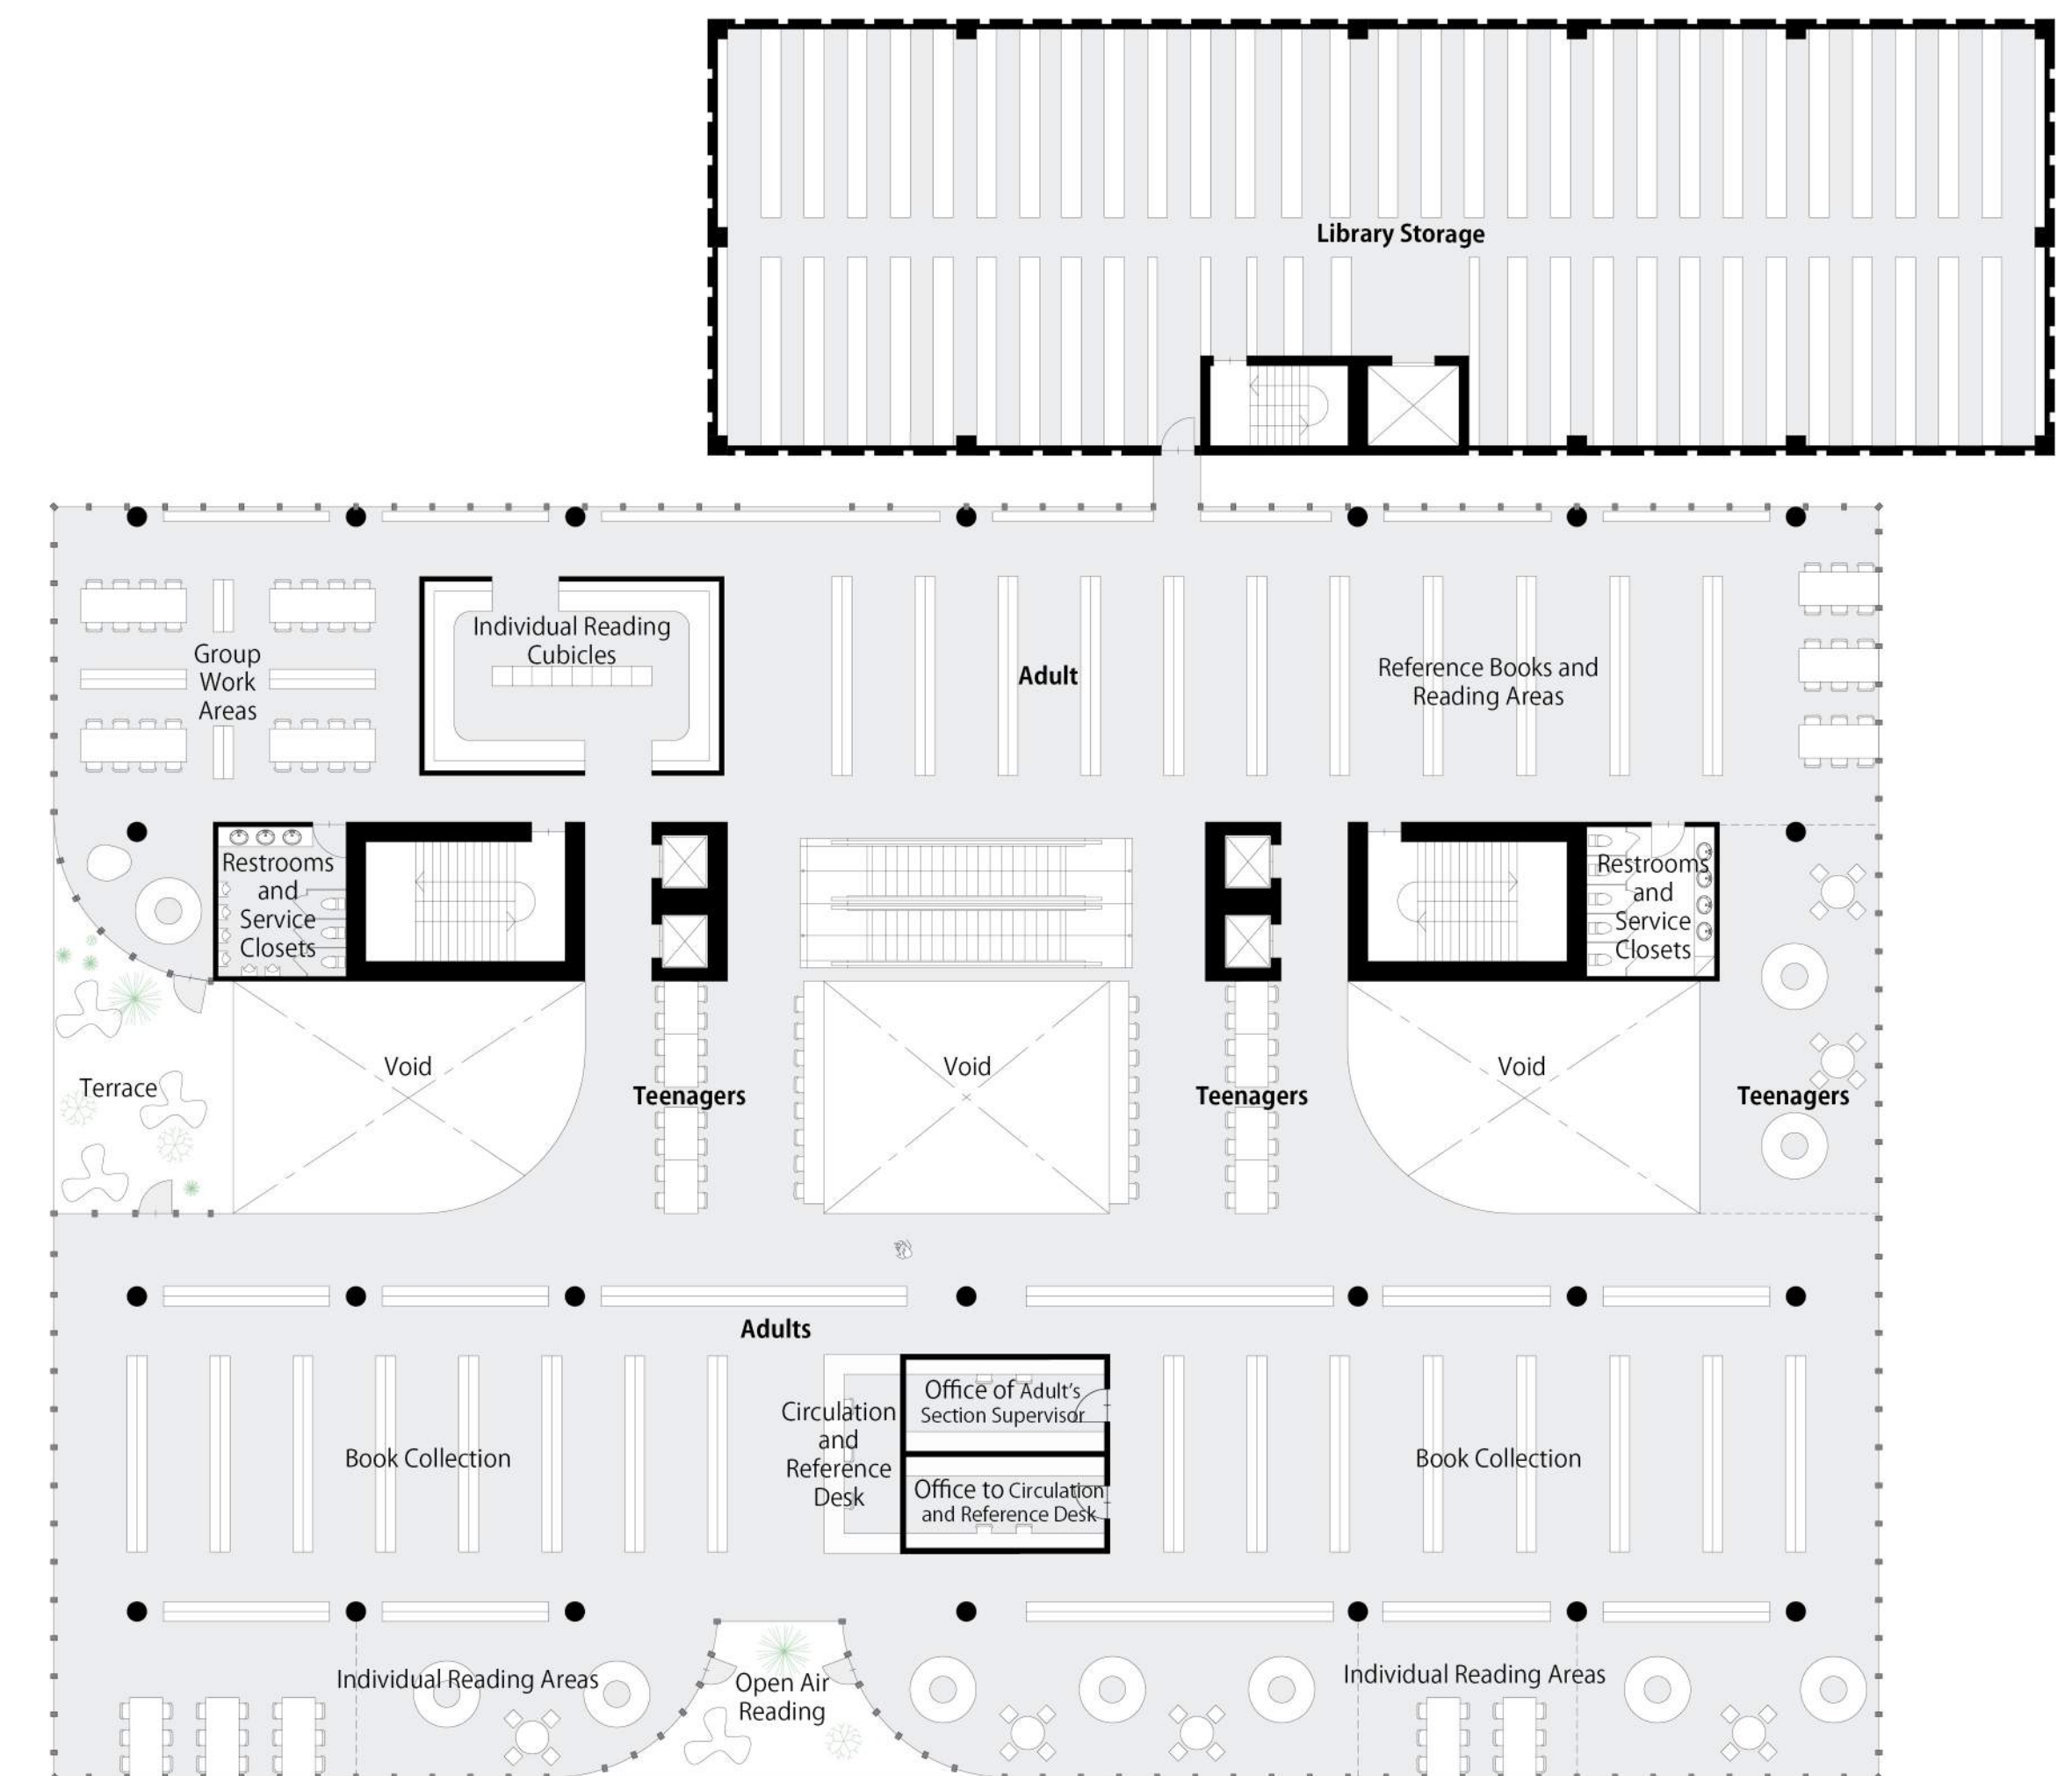 Library Storage
Individual Reading
Cubicles
Group
Work
Areas
Adult
Reference Books and
Reading Areas
Restrooms
and
Service
Closets
Restrooms
and
Service
Closets
Void
Void
Void
Terrace
Teenagers
Teenagers
Teenagers
Adults
Office of Adult's
Section Supervisor
Circulation
and
Reference
Desk
Book Collection
Book Collection
Office to Circulation
and Reference Desk
Individual Reading Areas
Open Air
Reading
Individual Reading Areas